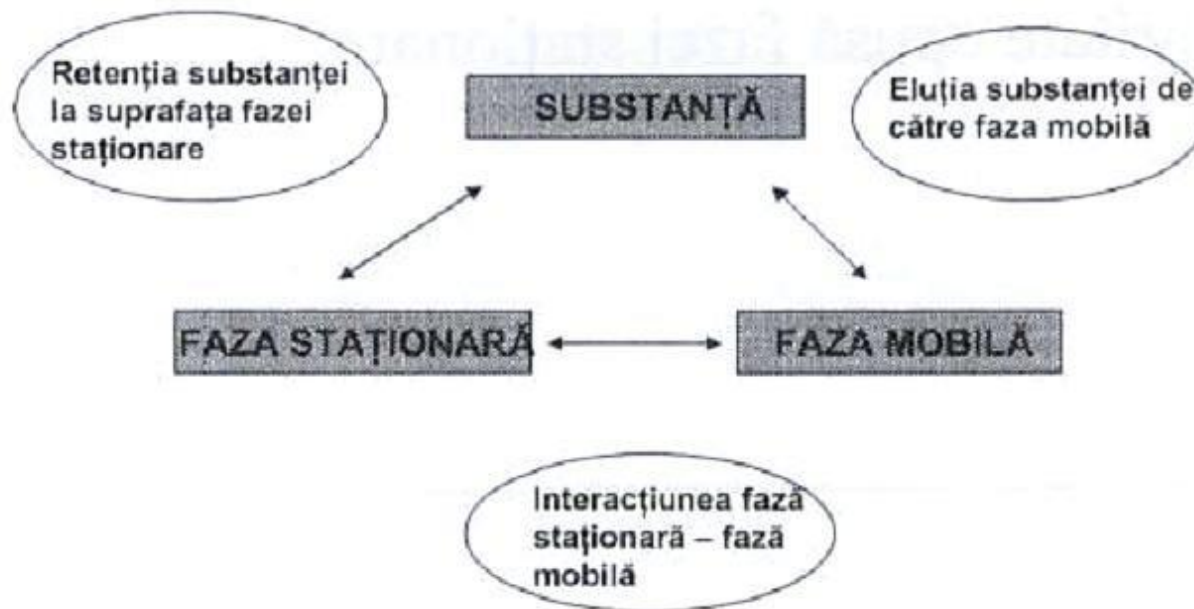 Retenția substanței
la suprafața fazei
staționare
SUBSTANȚĂ
Eluția substanței de
către faza mobilă
FAZA STAȚIONARĂ
FAZA MOBILĂ
Interacțiunea fază
staționară – fază
mobilă